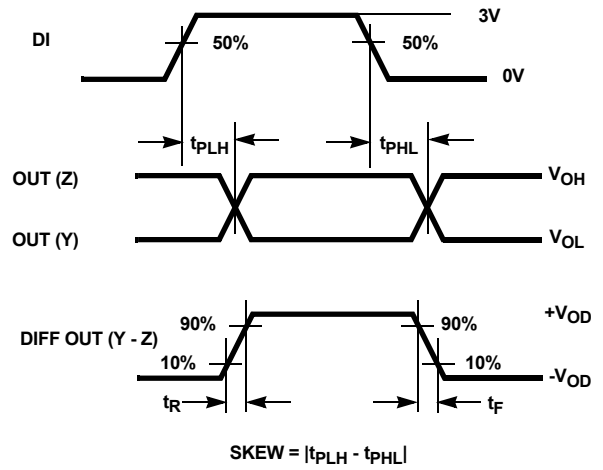 3V
DI
50%
50%
0V
tPLH
tPHL
OUT (Z)
VOH
OUT (Y)
VOL
+VOD
90%
90%
DIFF OUT (Y - Z)
10%
10%
-VOD
tR
tF
SKEW = |tPLH - tPHL|